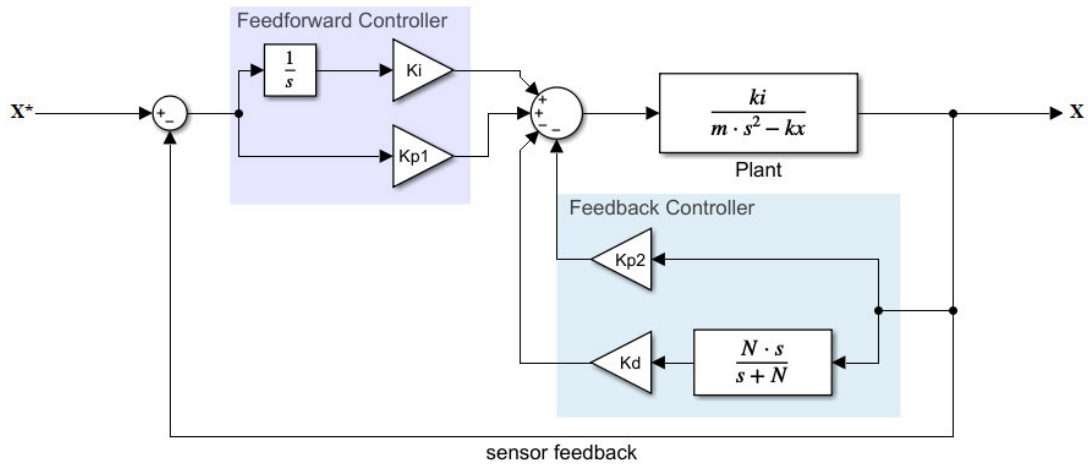 Feedforward Controller
1
s
Ki
X*
+
−
Kp1
+
+
−
−
ki
m · s² − kx
X
Plant
Feedback Controller
Kp2
Kd
N · s
s + N
sensor feedback